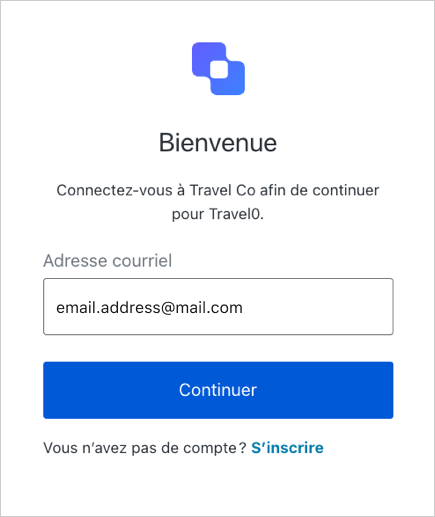 Bienvenue
Connectez-vous à Travel Co afin de continuer
pour Travel0.
Adresse courriel
email.address@mail.com
Continuer
Vous n’avez pas de compte ? S’inscrire